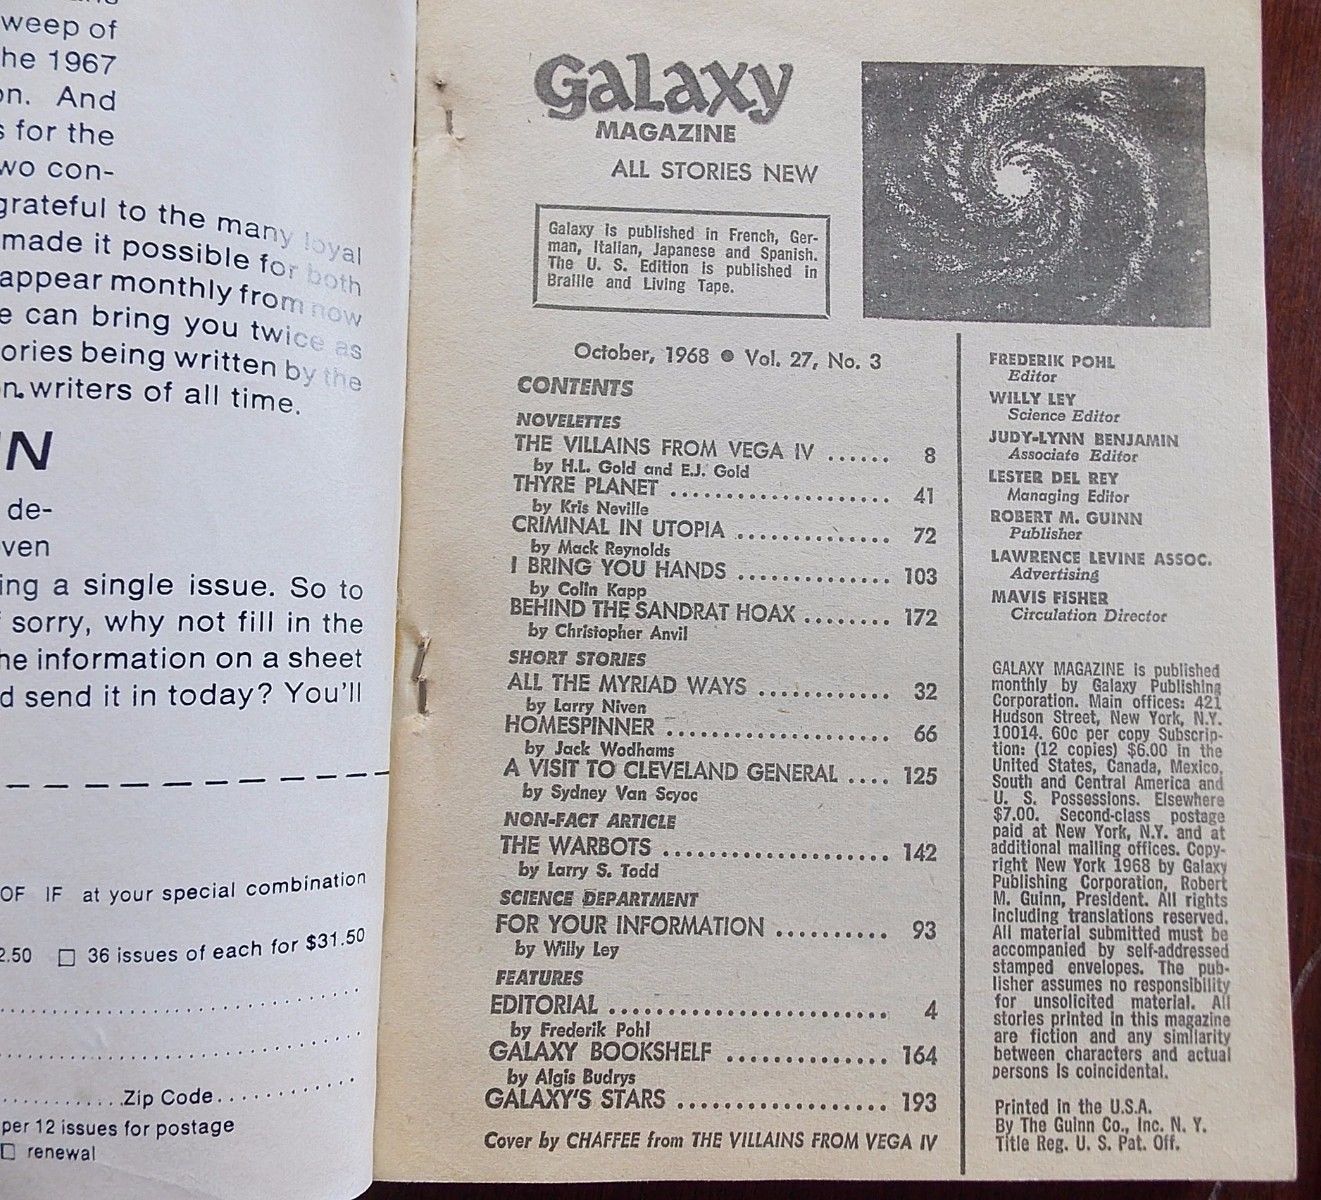 weep of
he 1967
on. And
s for the
wo con-
grateful to the many loyal
made it possible for both
appear monthly from now
e can bring you twice as
ories being written by the
n writers of all time.
N
de-
ven
ing a single issue. So to
sorry, why not fill in the
he information on a sheet
d send it in today? You'll
OF IF at your special combination
2.50 □ 36 issues of each for $31.50
............Zip Code............
per 12 issues for postage
□ renewal
Galaxy
MAGAZINE
ALL STORIES NEW
Galaxy is published in French, Ger-
man, Italian, Japanese and Spanish.
The U. S. Edition is published in
Braille and Living Tape.
October, 1968 ● Vol. 27, No. 3
CONTENTS
NOVELETTES
THE VILLAINS FROM VEGA IV ...... 8
by H.L. Gold and E.J. Gold
THYRE PLANET .................... 41
by Kris Neville
CRIMINAL IN UTOPIA .............. 72
by Mack Reynolds
I BRING YOU HANDS .............. 103
by Colin Kapp
BEHIND THE SANDRAT HOAX ........ 172
by Christopher Anvil
SHORT STORIES
ALL THE MYRIAD WAYS ............ 32
by Larry Niven
HOMESPINNER .................... 66
by Jack Wodhams
A VISIT TO CLEVELAND GENERAL .... 125
by Sydney Van Scyoc
NON-FACT ARTICLE
THE WARBOTS .................... 142
by Larry S. Todd
SCIENCE DEPARTMENT
FOR YOUR INFORMATION .......... 93
by Willy Ley
FEATURES
EDITORIAL ........................ 4
by Frederik Pohl
GALAXY BOOKSHELF .............. 164
by Algis Budrys
GALAXY'S STARS .................. 193
Cover by CHAFFEE from THE VILLAINS FROM VEGA IV
FREDERIK POHL
Editor
WILLY LEY
Science Editor
JUDY-LYNN BENJAMIN
Associate Editor
LESTER DEL REY
Managing Editor
ROBERT M. GUINN
Publisher
LAWRENCE LEVINE ASSOC.
Advertising
MAVIS FISHER
Circulation Director
GALAXY MAGAZINE is published
monthly by Galaxy Publishing
Corporation. Main offices: 421
Hudson Street, New York, N.Y.
10014. 60c per copy Subscrip-
tion: (12 copies) $6.00 in the
United States, Canada, Mexico,
South and Central America and
U. S. Possessions. Elsewhere
$7.00. Second-class postage
paid at New York, N.Y. and at
additional mailing offices. Copy-
right New York 1968 by Galaxy
Publishing Corporation, Robert
M. Guinn, President. All rights
including translations reserved.
All material submitted must be
accompanied by self-addressed
stamped envelopes. The pub-
lisher assumes no responsibility
for unsolicited material. All
stories printed in this magazine
are fiction and any similarity
between characters and actual
persons is coincidental.
Printed in the U.S.A.
By The Guinn Co., Inc. N. Y.
Title Reg. U. S. Pat. Off.